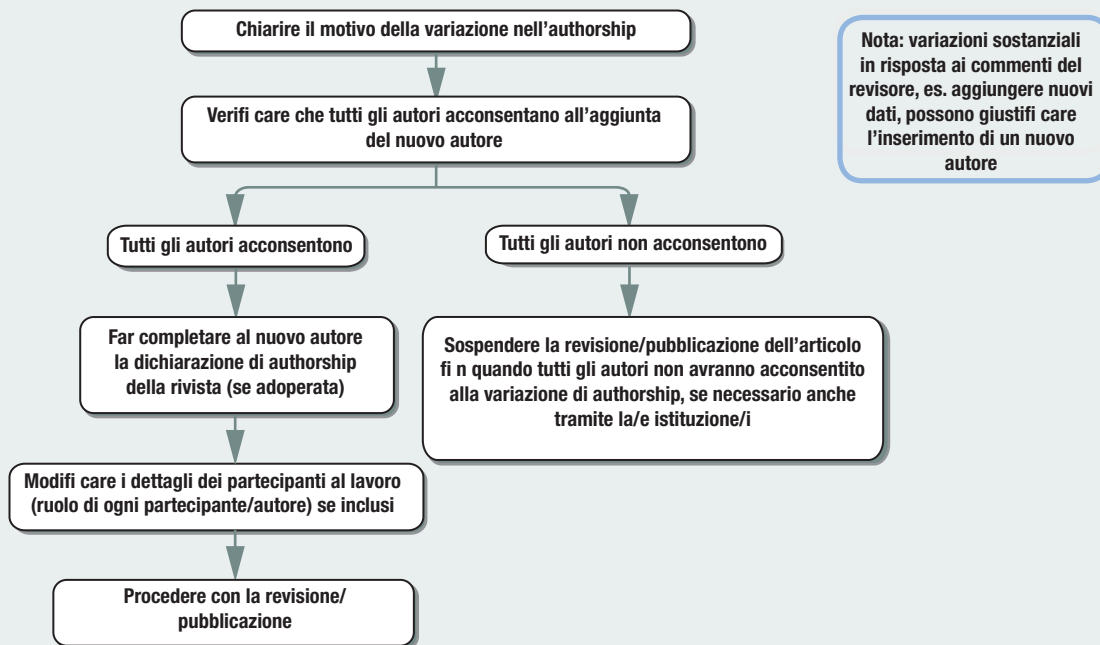 Chiarire il motivo della variazione nell’authorship
Nota: variazioni sostanziali
in risposta ai commenti del
revisore, es. aggiungere nuovi
dati, possono giustifi care
l’inserimento di un nuovo
autore
Verifi care che tutti gli autori acconsentano all’aggiunta
del nuovo autore
Tutti gli autori acconsentono
Tutti gli autori non acconsentono
Far completare al nuovo autore
la dichiarazione di authorship
della rivista (se adoperata)
Sospendere la revisione/pubblicazione dell’articolo
fi n quando tutti gli autori non avranno acconsentito
alla variazione di authorship, se necessario anche
tramite la/e istituzione/i
Modifi care i dettagli dei partecipanti al lavoro
(ruolo di ogni partecipante/autore) se inclusi
Procedere con la revisione/
pubblicazione